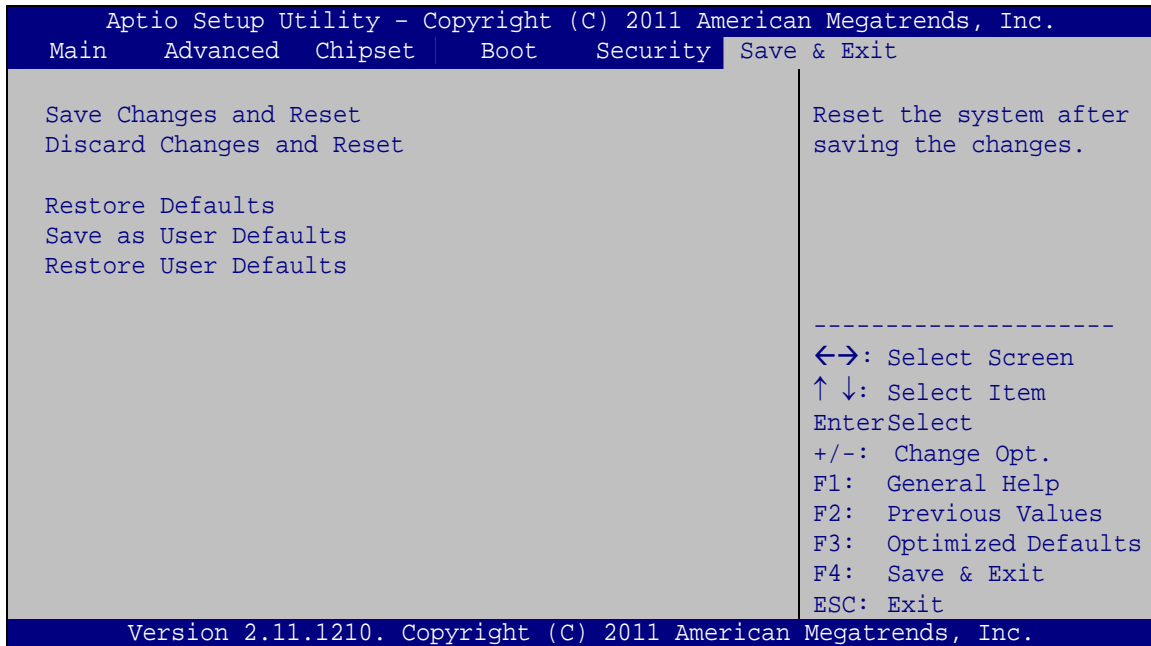 Aptio Setup Utility – Copyright (C) 2011 American Megatrends, Inc.
Main Advanced Chipset Boot Security Save & Exit
Save Changes and Reset
Discard Changes and Reset
Restore Defaults
Save as User Defaults
Restore User Defaults
Reset the system after
saving the changes.
---------------------
←→: Select Screen
↑ ↓: Select Item
EnterSelect
+/-: Change Opt.
F1: General Help
F2: Previous Values
F3: Optimized Defaults
F4: Save & Exit
ESC: Exit
Version 2.11.1210. Copyright (C) 2011 American Megatrends, Inc.